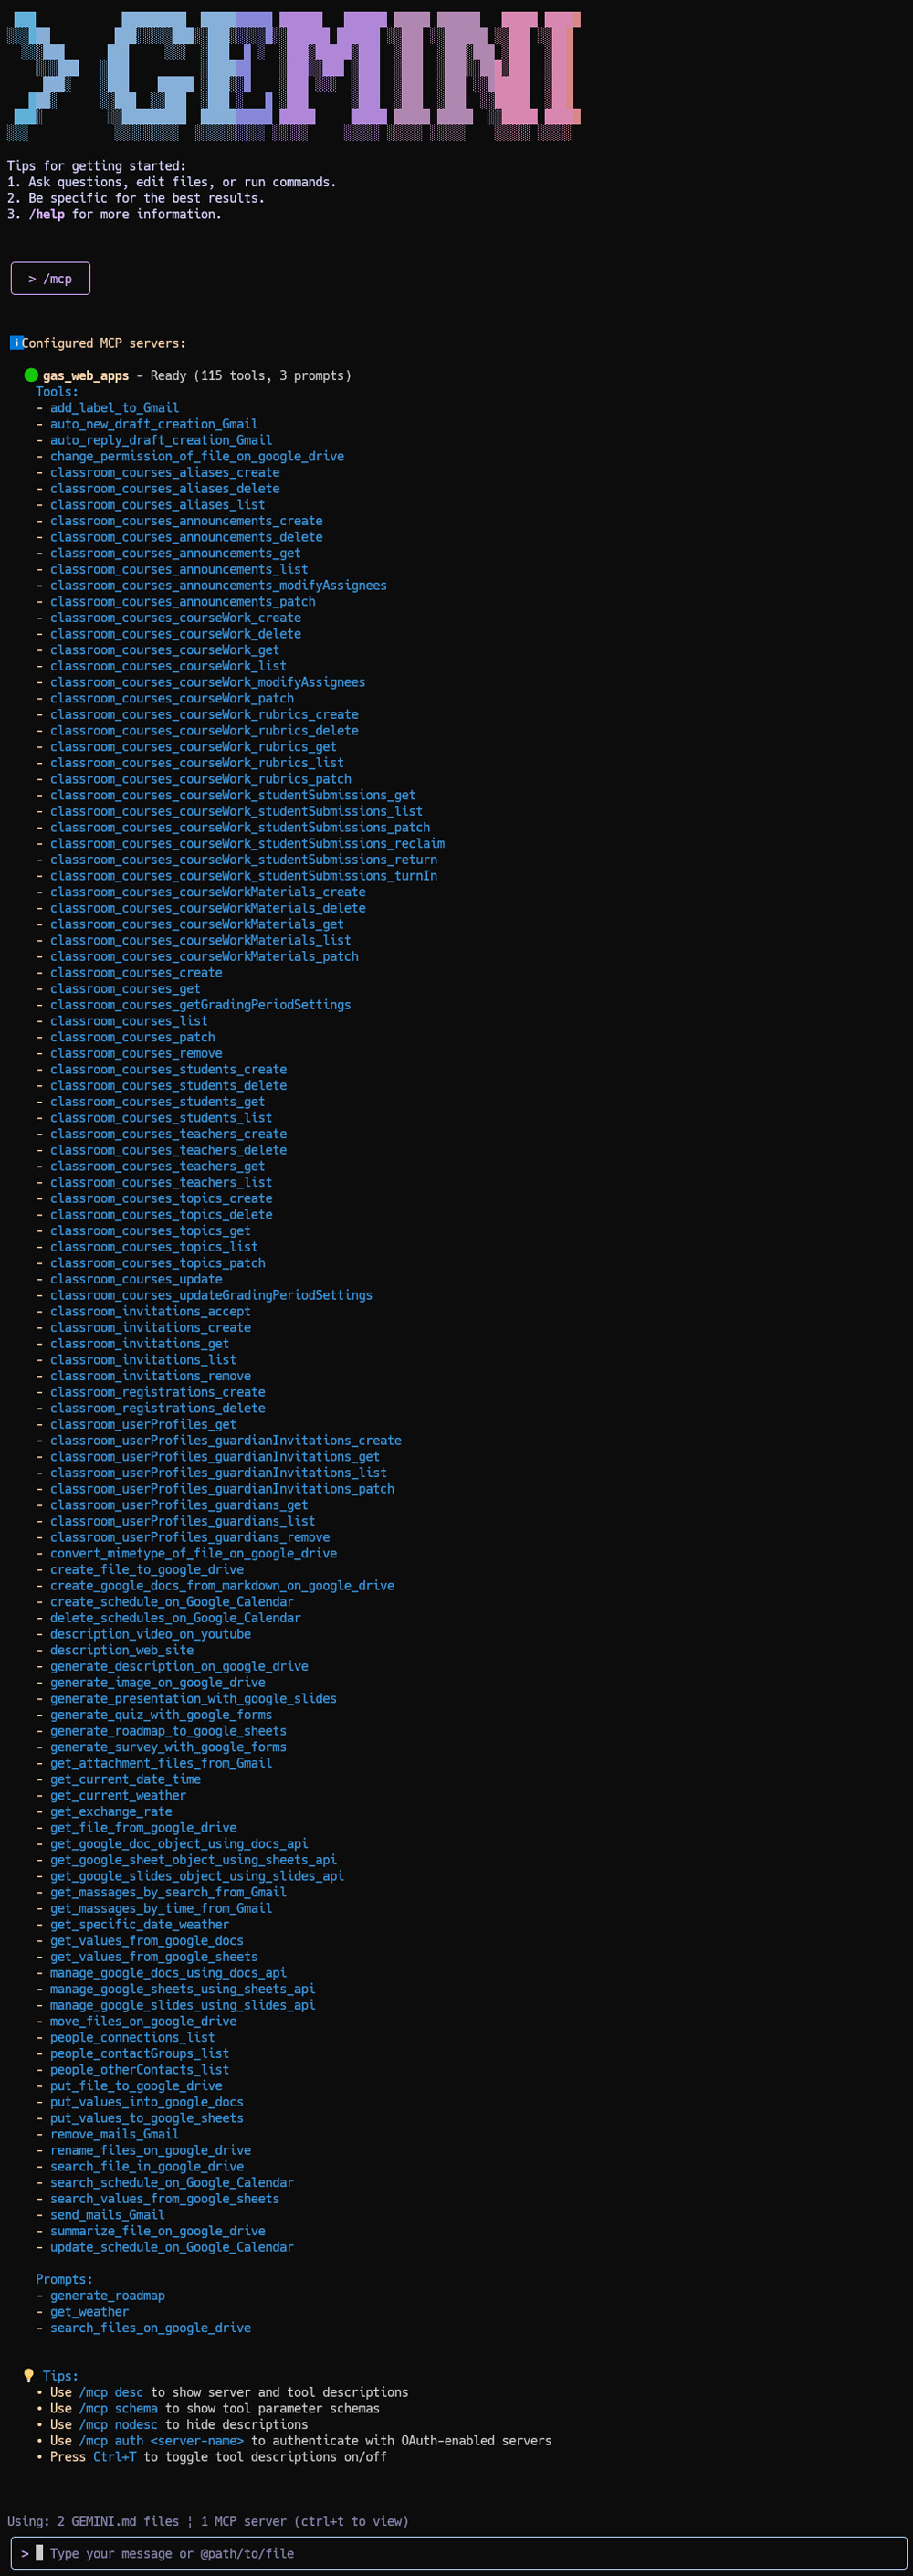 > GEMINI
Tips for getting started:
1. Ask questions, edit files, or run commands.
2. Be specific for the best results.
3. /help for more information.
> /mcp
i Configured MCP servers:
gas_web_apps - Ready (115 tools, 3 prompts)
Tools:
- add_label_to_Gmail
- auto_new_draft_creation_Gmail
- auto_reply_draft_creation_Gmail
- change_permission_of_file_on_google_drive
- classroom_courses_aliases_create
- classroom_courses_aliases_delete
- classroom_courses_aliases_list
- classroom_courses_announcements_create
- classroom_courses_announcements_delete
- classroom_courses_announcements_get
- classroom_courses_announcements_list
- classroom_courses_announcements_modifyAssignees
- classroom_courses_announcements_patch
- classroom_courses_courseWork_create
- classroom_courses_courseWork_delete
- classroom_courses_courseWork_get
- classroom_courses_courseWork_list
- classroom_courses_courseWork_modifyAssignees
- classroom_courses_courseWork_patch
- classroom_courses_courseWork_rubrics_create
- classroom_courses_courseWork_rubrics_delete
- classroom_courses_courseWork_rubrics_get
- classroom_courses_courseWork_rubrics_list
- classroom_courses_courseWork_rubrics_patch
- classroom_courses_courseWork_studentSubmissions_get
- classroom_courses_courseWork_studentSubmissions_list
- classroom_courses_courseWork_studentSubmissions_patch
- classroom_courses_courseWork_studentSubmissions_reclaim
- classroom_courses_courseWork_studentSubmissions_return
- classroom_courses_courseWork_studentSubmissions_turnIn
- classroom_courses_courseWorkMaterials_create
- classroom_courses_courseWorkMaterials_delete
- classroom_courses_courseWorkMaterials_get
- classroom_courses_courseWorkMaterials_list
- classroom_courses_courseWorkMaterials_patch
- classroom_courses_create
- classroom_courses_get
- classroom_courses_getGradingPeriodSettings
- classroom_courses_list
- classroom_courses_patch
- classroom_courses_remove
- classroom_courses_students_create
- classroom_courses_students_delete
- classroom_courses_students_get
- classroom_courses_students_list
- classroom_courses_teachers_create
- classroom_courses_teachers_delete
- classroom_courses_teachers_get
- classroom_courses_teachers_list
- classroom_courses_topics_create
- classroom_courses_topics_delete
- classroom_courses_topics_get
- classroom_courses_topics_list
- classroom_courses_topics_patch
- classroom_courses_update
- classroom_courses_updateGradingPeriodSettings
- classroom_invitations_accept
- classroom_invitations_create
- classroom_invitations_get
- classroom_invitations_list
- classroom_invitations_remove
- classroom_registrations_create
- classroom_registrations_delete
- classroom_userProfiles_get
- classroom_userProfiles_guardianInvitations_create
- classroom_userProfiles_guardianInvitations_get
- classroom_userProfiles_guardianInvitations_list
- classroom_userProfiles_guardianInvitations_patch
- classroom_userProfiles_guardians_get
- classroom_userProfiles_guardians_list
- classroom_userProfiles_guardians_remove
- convert_mimetype_of_file_on_google_drive
- create_file_to_google_drive
- create_google_docs_from_markdown_on_google_drive
- create_schedule_on_Google_Calendar
- delete_schedules_on_Google_Calendar
- description_video_on_youtube
- description_web_site
- generate_description_on_google_drive
- generate_image_on_google_drive
- generate_presentation_with_google_slides
- generate_quiz_with_google_forms
- generate_roadmap_to_google_sheets
- generate_survey_with_google_forms
- get_attachment_files_from_Gmail
- get_current_date_time
- get_current_weather
- get_exchange_rate
- get_file_from_google_drive
- get_google_doc_object_using_docs_api
- get_google_sheet_object_using_sheets_api
- get_google_slides_object_using_slides_api
- get_massages_by_search_from_Gmail
- get_massages_by_time_from_Gmail
- get_specific_date_weather
- get_values_from_google_docs
- get_values_from_google_sheets
- manage_google_docs_using_docs_api
- manage_google_sheets_using_sheets_api
- manage_google_slides_using_slides_api
- move_files_on_google_drive
- people_connections_list
- people_contactGroups_list
- people_otherContacts_list
- put_file_to_google_drive
- put_values_into_google_docs
- put_values_to_google_sheets
- remove_mails_Gmail
- rename_files_on_google_drive
- search_file_in_google_drive
- search_schedule_on_Google_Calendar
- search_values_from_google_sheets
- send_mails_Gmail
- summarize_file_on_google_drive
- update_schedule_on_Google_Calendar
Prompts:
- generate_roadmap
- get_weather
- search_files_on_google_drive
💡 Tips:
• Use /mcp desc to show server and tool descriptions
• Use /mcp schema to show tool parameter schemas
• Use /mcp nodesc to hide descriptions
• Use /mcp auth <server-name> to authenticate with OAuth-enabled servers
• Press Ctrl+T to toggle tool descriptions on/off
Using: 2 GEMINI.md files ¦ 1 MCP server (ctrl+t to view)
> Type your message or @path/to/file